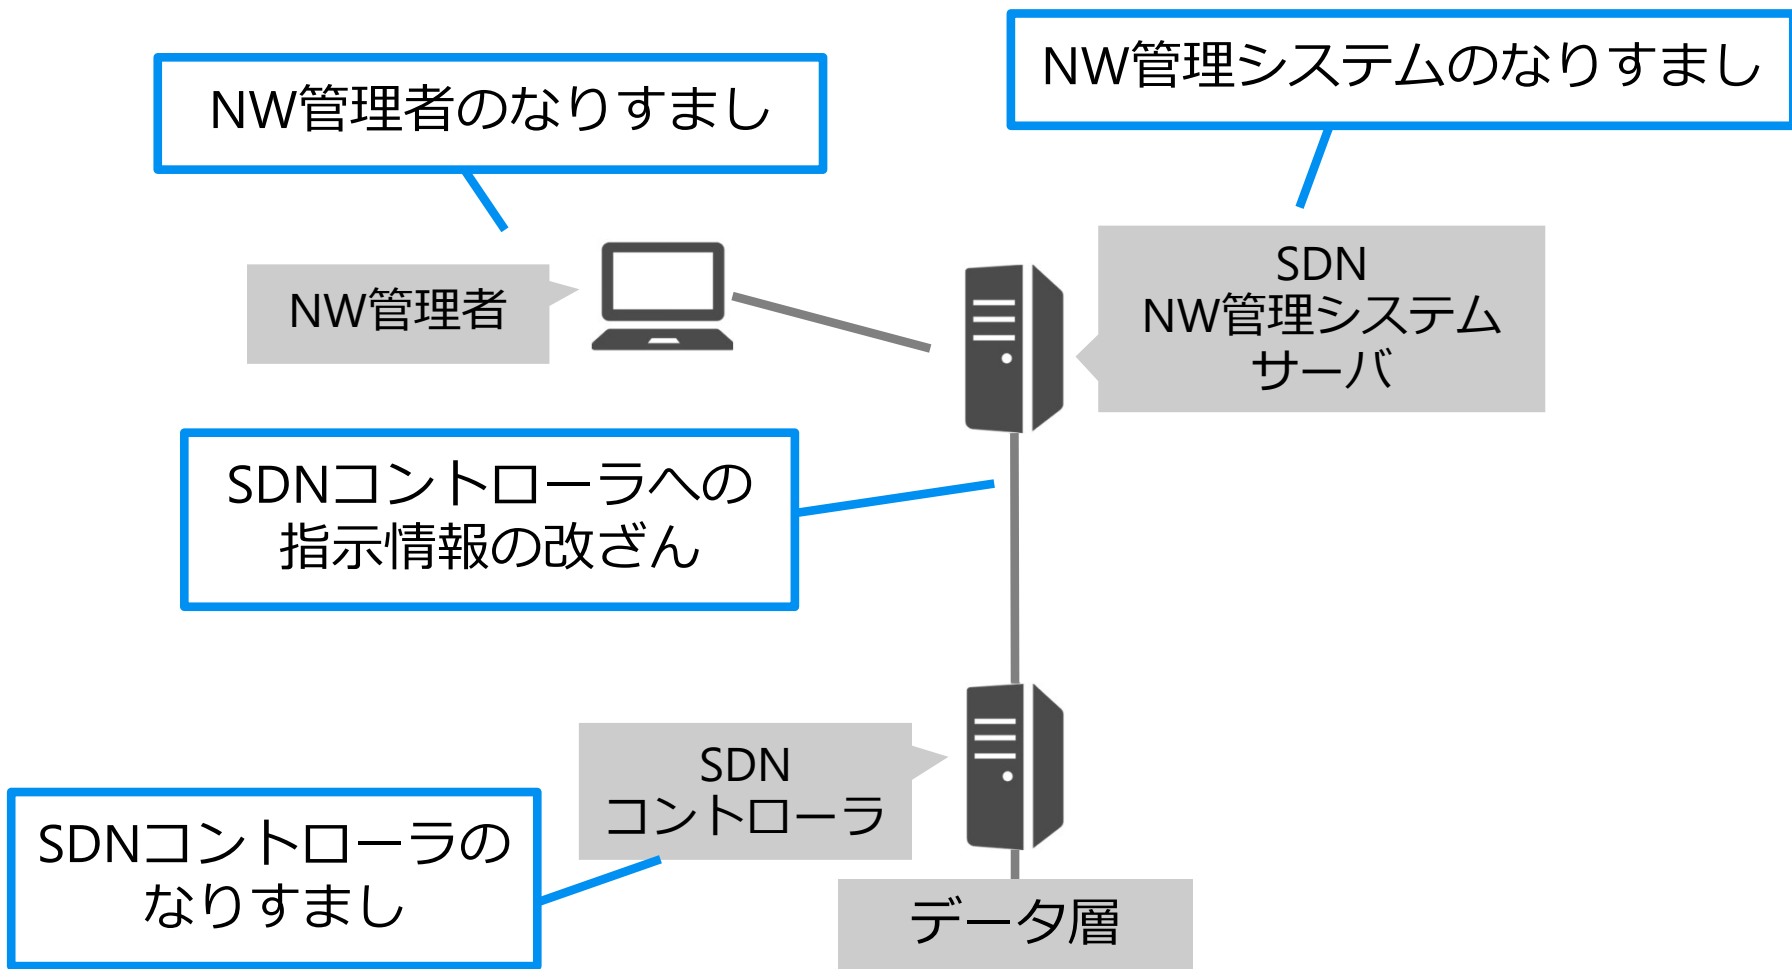 NW管理システムのなりすまし
NW管理者のなりすまし
SDN
NW管理システム
サーバ
NW管理者
SDNコントローラへの
指示情報の改ざん
SDN
コントローラ
SDNコントローラの
なりすまし
データ層